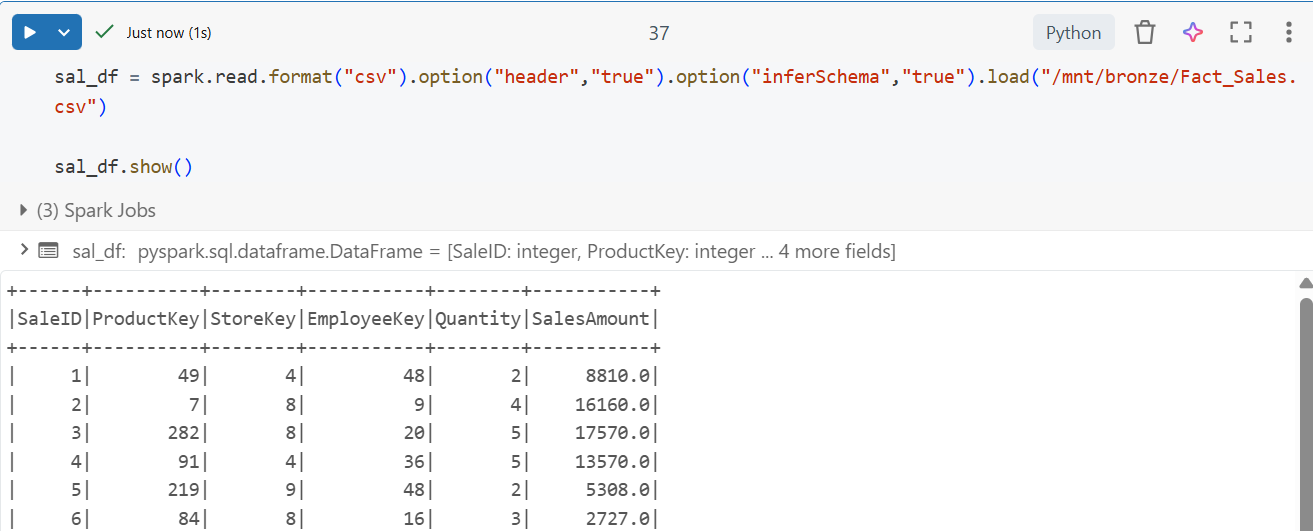 Just now (1s)
37
Python
sal_df = spark.read.format("csv").option("header","true").option("inferSchema","true").load("/mnt/bronze/Fact_Sales.
csv")
sal_df.show()
(3) Spark Jobs
sal_df: pyspark.sql.dataframe.DataFrame = [SaleID: integer, ProductKey: integer ... 4 more fields]
+------+----------+--------+-----------+--------+-----------+
|SaleID|ProductKey|StoreKey|EmployeeKey|Quantity|SalesAmount|
+------+----------+--------+-----------+--------+-----------+
|     1|        49|       4|         48|       2|     8810.0|
|     2|         7|       8|          9|       4|    16160.0|
|     3|       282|       8|         20|       5|    17570.0|
|     4|        91|       4|         36|       5|    13570.0|
|     5|       219|       9|         48|       2|     5308.0|
|     6|        84|       8|         16|       3|     2727.0|